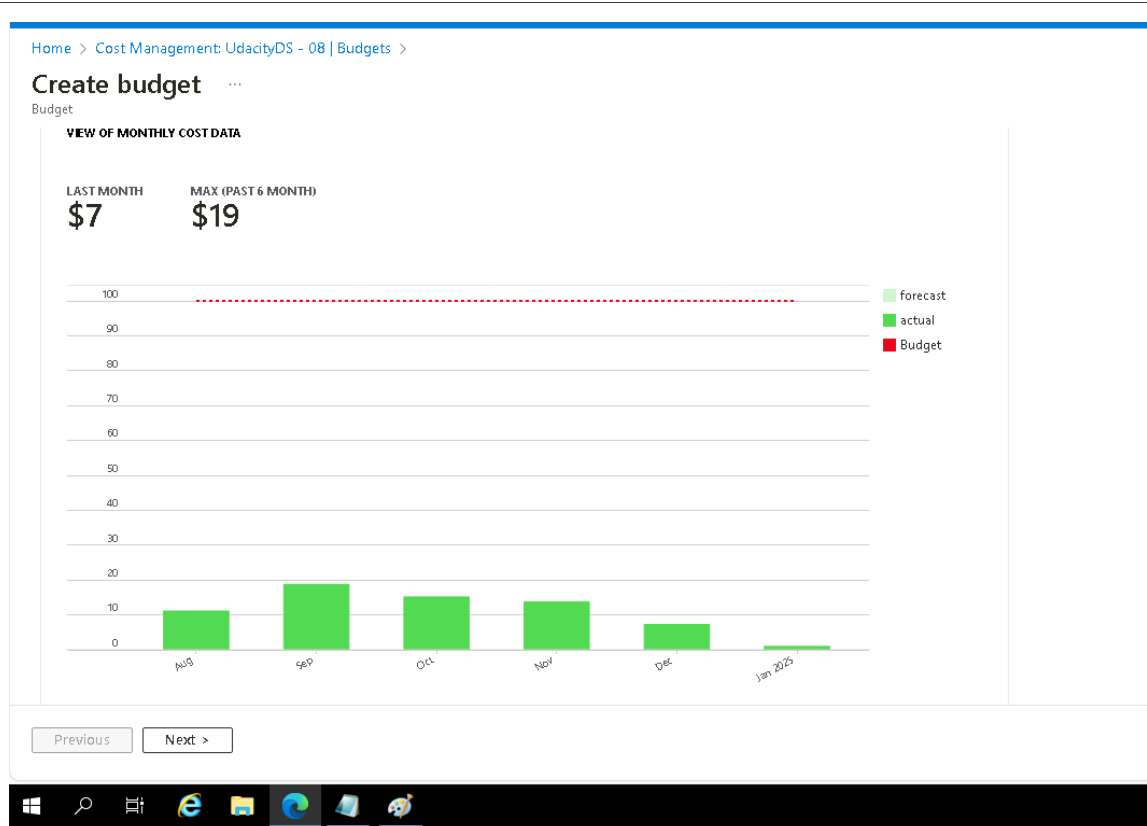 Home > Cost Management: UdacityDS - 08 | Budgets >
Create budget ...
Budget
VIEW OF MONTHLY COST DATA
LAST MONTH MAX (PAST 6 MONTH)
$7 $19
100
90
80
70
60
50
40
30
20
10
0
Aug Sep Oct Nov Dec Jan 2025
forecast
actual
Budget
Previous Next >